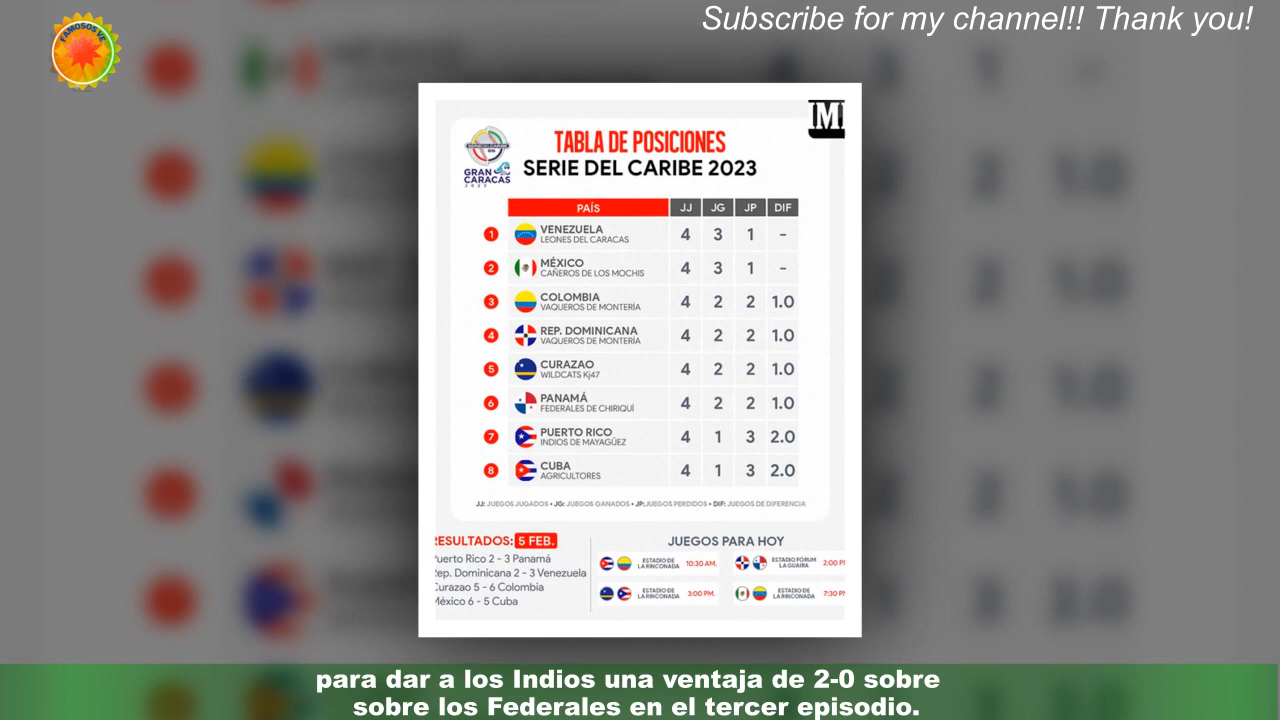 Subscribe for my channel!! Thank you!
FAMOSOS VE
M
SERIE DEL CARIBE
GRAN
CARACAS
2023
TABLA DE POSICIONES
SERIE DEL CARIBE 2023
PAÍS JJ JG JP DIF
1 VENEZUELA LEONES DEL CARACAS 4 3 1 -
2 MÉXICO CAÑEROS DE LOS MOCHIS 4 3 1 -
3 COLOMBIA VAQUEROS DE MONTERÍA 4 2 2 1.0
4 REP. DOMINICANA VAQUEROS DE MONTERÍA 4 2 2 1.0
5 CURAZAO WILDCATS Kj47 4 2 2 1.0
6 PANAMÁ FEDERALES DE CHIRIQUÍ 4 2 2 1.0
7 PUERTO RICO INDIOS DE MAYAGÜEZ 4 1 3 2.0
8 CUBA AGRICULTORES 4 1 3 2.0
JJ: JUEGOS JUGADOS • JG: JUEGOS GANADOS • JP:JUEGOS PERDIDOS • DIF: JUEGOS DE DIFERENCIA
RESULTADOS: 5 FEB.
Puerto Rico 2 - 3 Panamá
Rep. Dominicana 2 - 3 Venezuela
Curazao 5 - 6 Colombia
México 6 - 5 Cuba
JUEGOS PARA HOY
ESTADIO DE LA RINCONADA 10:30 AM.
ESTADIO FÓRUM LA GUAIRA 2:00 PM
ESTADIO DE LA RINCONADA 3:00 PM.
ESTADIO DE LA RINCONADA 7:30 PM
para dar a los Indios una ventaja de 2-0 sobre
sobre los Federales en el tercer episodio.